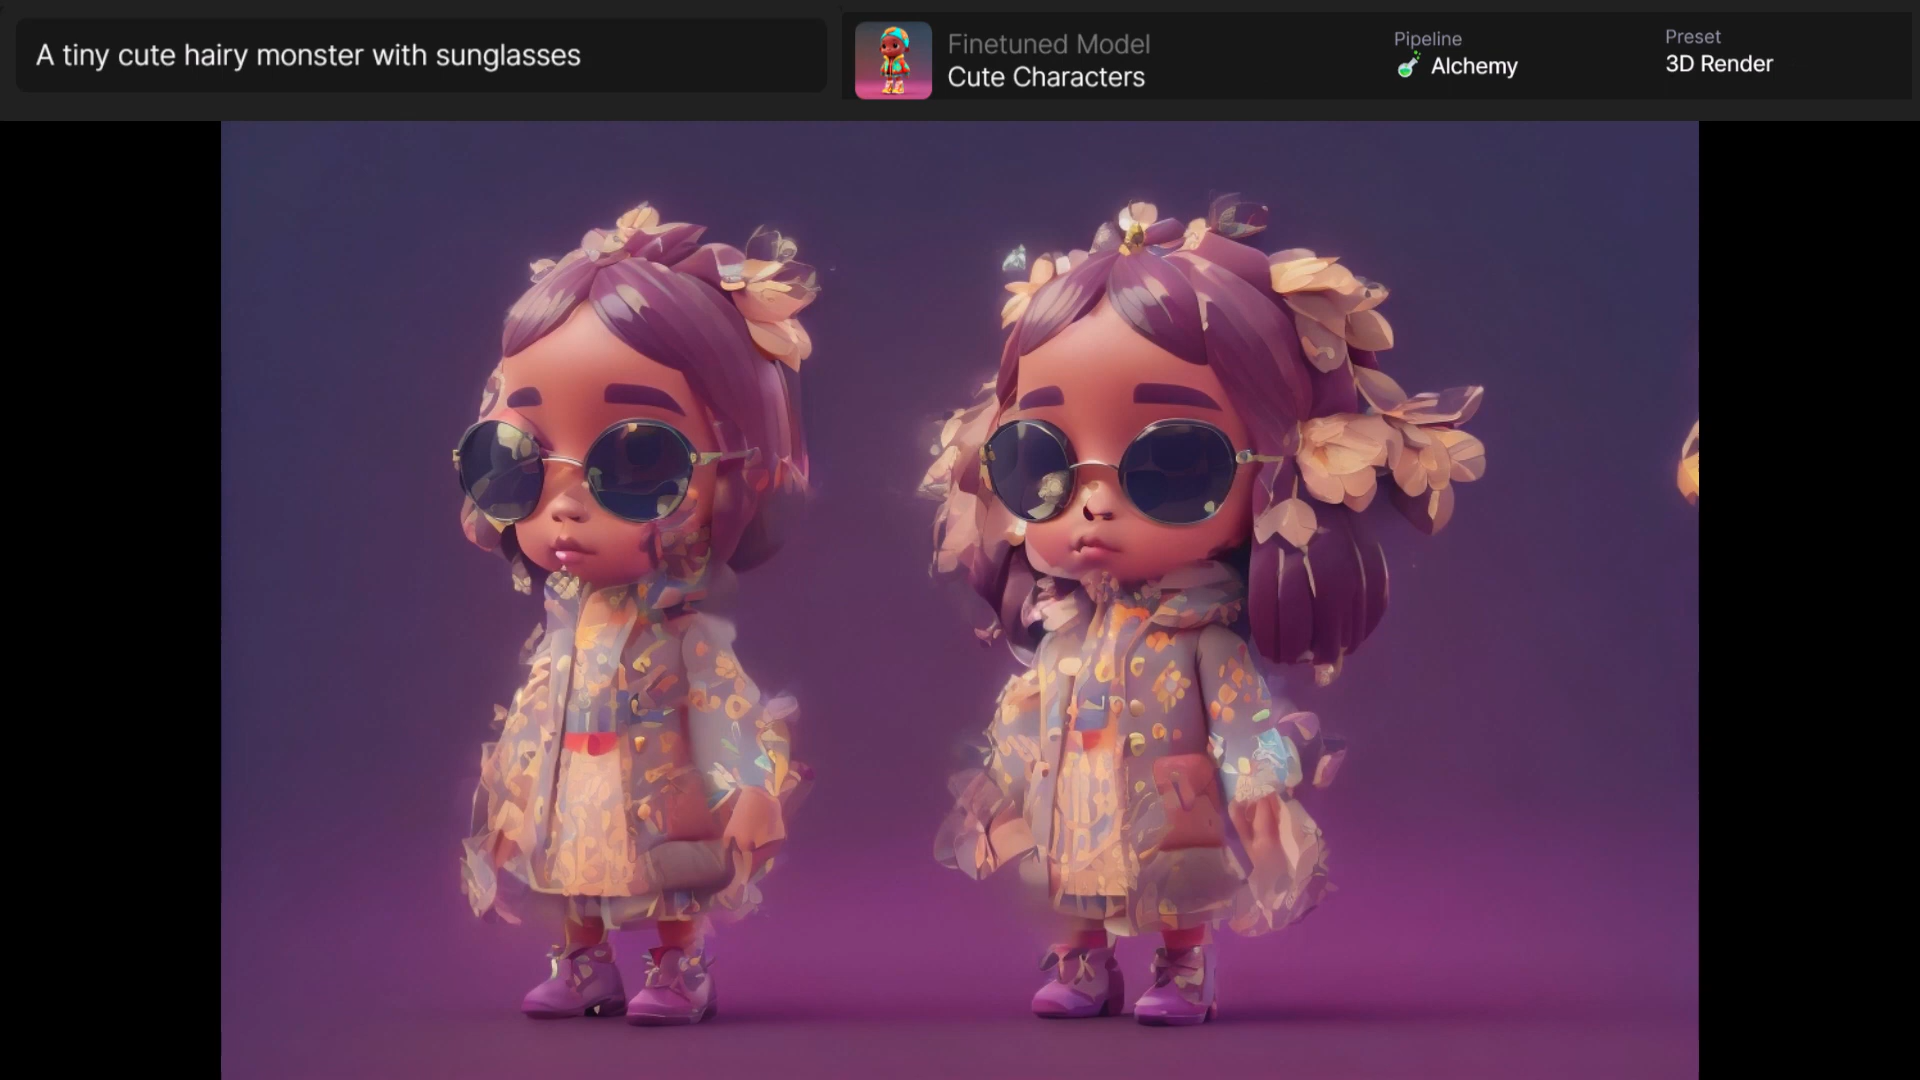 A tiny cute hairy monster with sunglasses
Finetuned Model
Cute Characters
Pipeline
Alchemy
Preset
3D Render